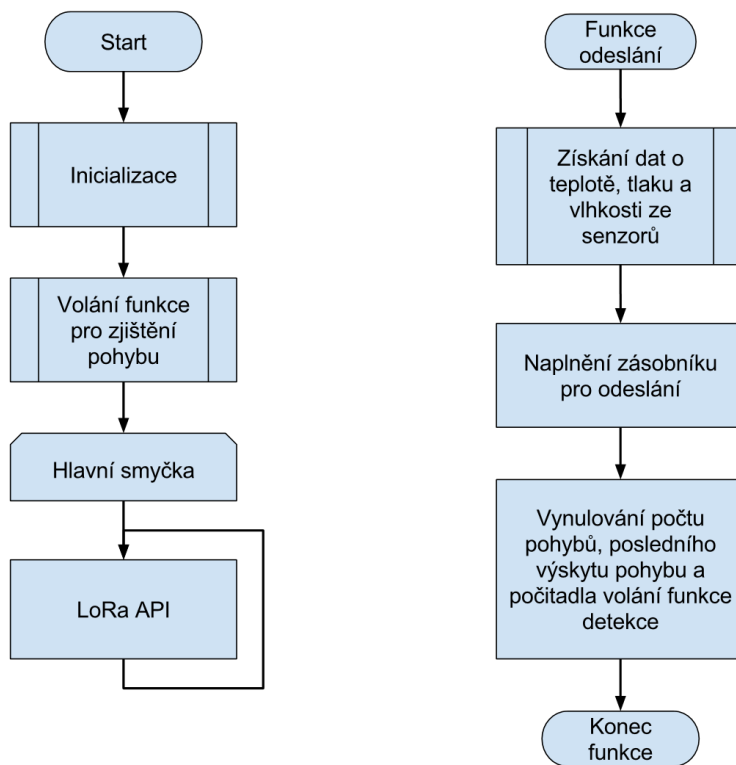 Start
Inicializace
Volání funkce
pro zjištění
pohybu
Hlavní smyčka
LoRa API
Funkce
odeslání
Získání dat o
teplotě, tlaku a
vlhkosti ze
senzorů
Naplnění zásobníku
pro odeslání
Vynulování počtu
pohybů, posledního
výskytu pohybu a
počitadla volání funkce
detekce
Konec
funkce